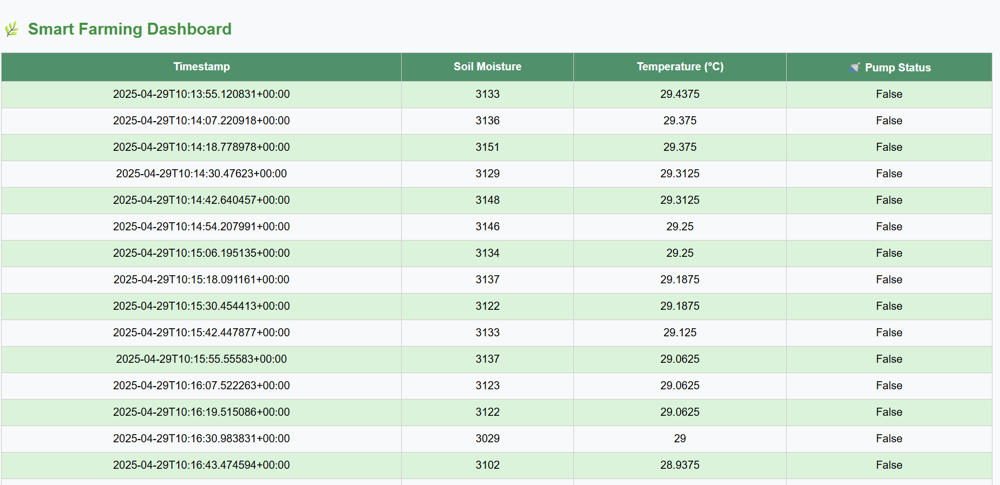 Smart Farming Dashboard
Timestamp Soil Moisture Temperature (°C) Pump Status
2025-04-29T10:13:55.120831+00:00 3133 29.4375 False
2025-04-29T10:14:07.220918+00:00 3136 29.375 False
2025-04-29T10:14:18.778978+00:00 3151 29.375 False
2025-04-29T10:14:30.47623+00:00 3129 29.3125 False
2025-04-29T10:14:42.640457+00:00 3148 29.3125 False
2025-04-29T10:14:54.207991+00:00 3146 29.25 False
2025-04-29T10:15:06.195135+00:00 3134 29.25 False
2025-04-29T10:15:18.091161+00:00 3137 29.1875 False
2025-04-29T10:15:30.454413+00:00 3122 29.1875 False
2025-04-29T10:15:42.447877+00:00 3133 29.125 False
2025-04-29T10:15:55.55583+00:00 3137 29.0625 False
2025-04-29T10:16:07.522263+00:00 3123 29.0625 False
2025-04-29T10:16:19.515086+00:00 3122 29.0625 False
2025-04-29T10:16:30.983831+00:00 3029 29 False
2025-04-29T10:16:43.474594+00:00 3102 28.9375 False